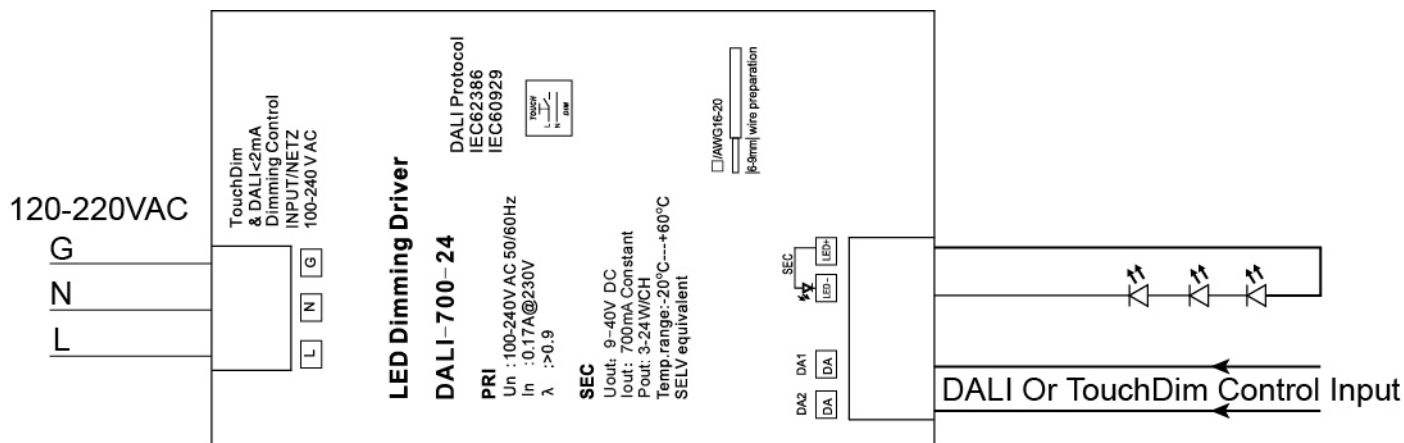 120-220VAC
G
N
L
TouchDim
& DALI<2mA
Dimming Control
INPUT/NETZ
100-240 V AC
G
N
L
LED Dimming Driver
DALI-700-24
PRI
Un :100-240V AC 50/60Hz
In :0.17A@230V
λ :>0.9
DALI Protocol
IEC62386
IEC60929
TOUCH
L
N
DIM
SEC
Uout: 9-40V DC
Iout: 700mA Constant
Pout: 3-24W/CH
Temp.range:-20°C---+60°C
SELV equivalent
□/AWG16-20
6-9mm wire preparation
SEC
LED+
LED-
DA1
DA
DA2
DA
DALI Or TouchDim Control Input